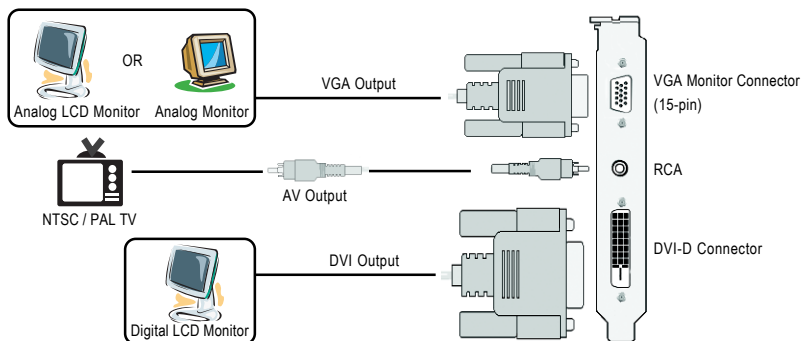 OR
Analog LCD Monitor
Analog Monitor
VGA Output
VGA Monitor Connector
(15-pin)
NTSC / PAL TV
AV Output
RCA
Digital LCD Monitor
DVI Output
DVI-D Connector